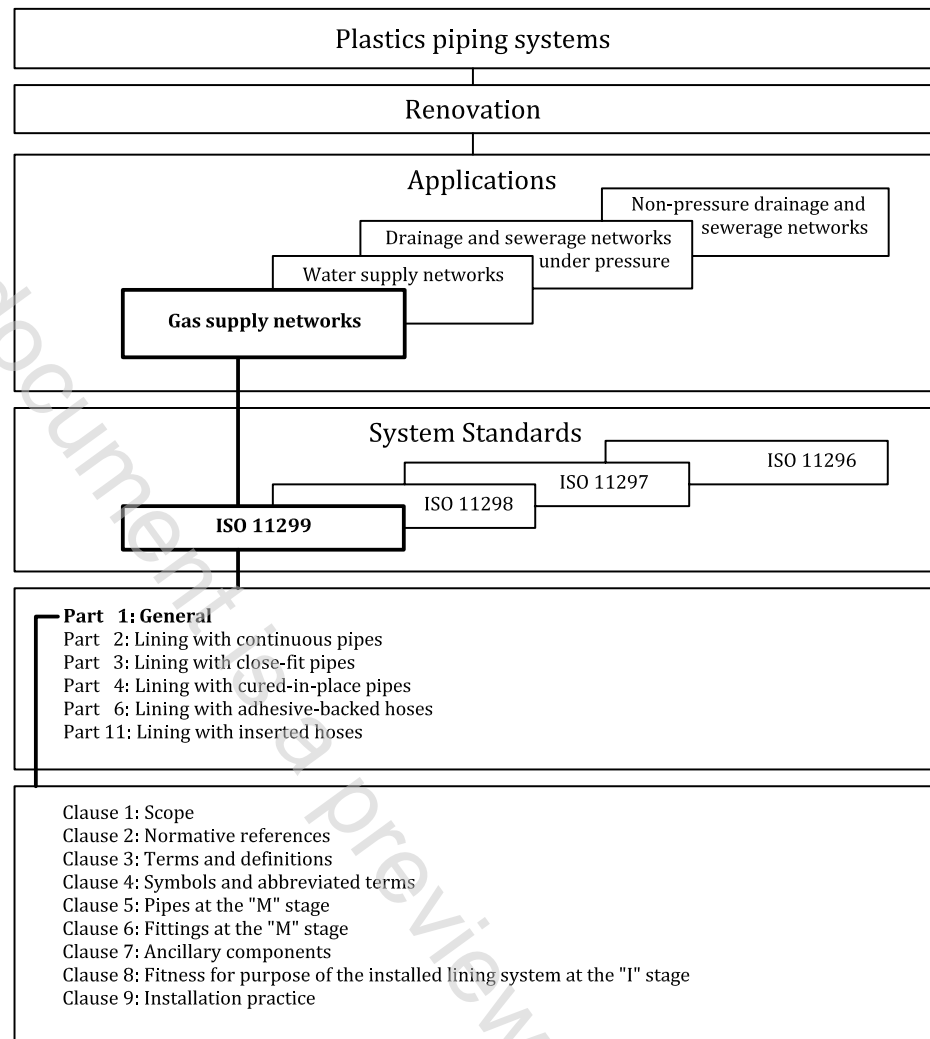 Plastics piping systems
Renovation
Applications
Non-pressure drainage and
sewerage networks
Drainage and sewerage networks
under pressure
Water supply networks
Gas supply networks
System Standards
ISO 11296
ISO 11297
ISO 11298
ISO 11299
Part 1: General
Part 2: Lining with continuous pipes
Part 3: Lining with close-fit pipes
Part 4: Lining with cured-in-place pipes
Part 6: Lining with adhesive-backed hoses
Part 11: Lining with inserted hoses
Clause 1: Scope
Clause 2: Normative references
Clause 3: Terms and definitions
Clause 4: Symbols and abbreviated terms
Clause 5: Pipes at the "M" stage
Clause 6: Fittings at the "M" stage
Clause 7: Ancillary components
Clause 8: Fitness for purpose of the installed lining system at the "I" stage
Clause 9: Installation practice
document is a preview